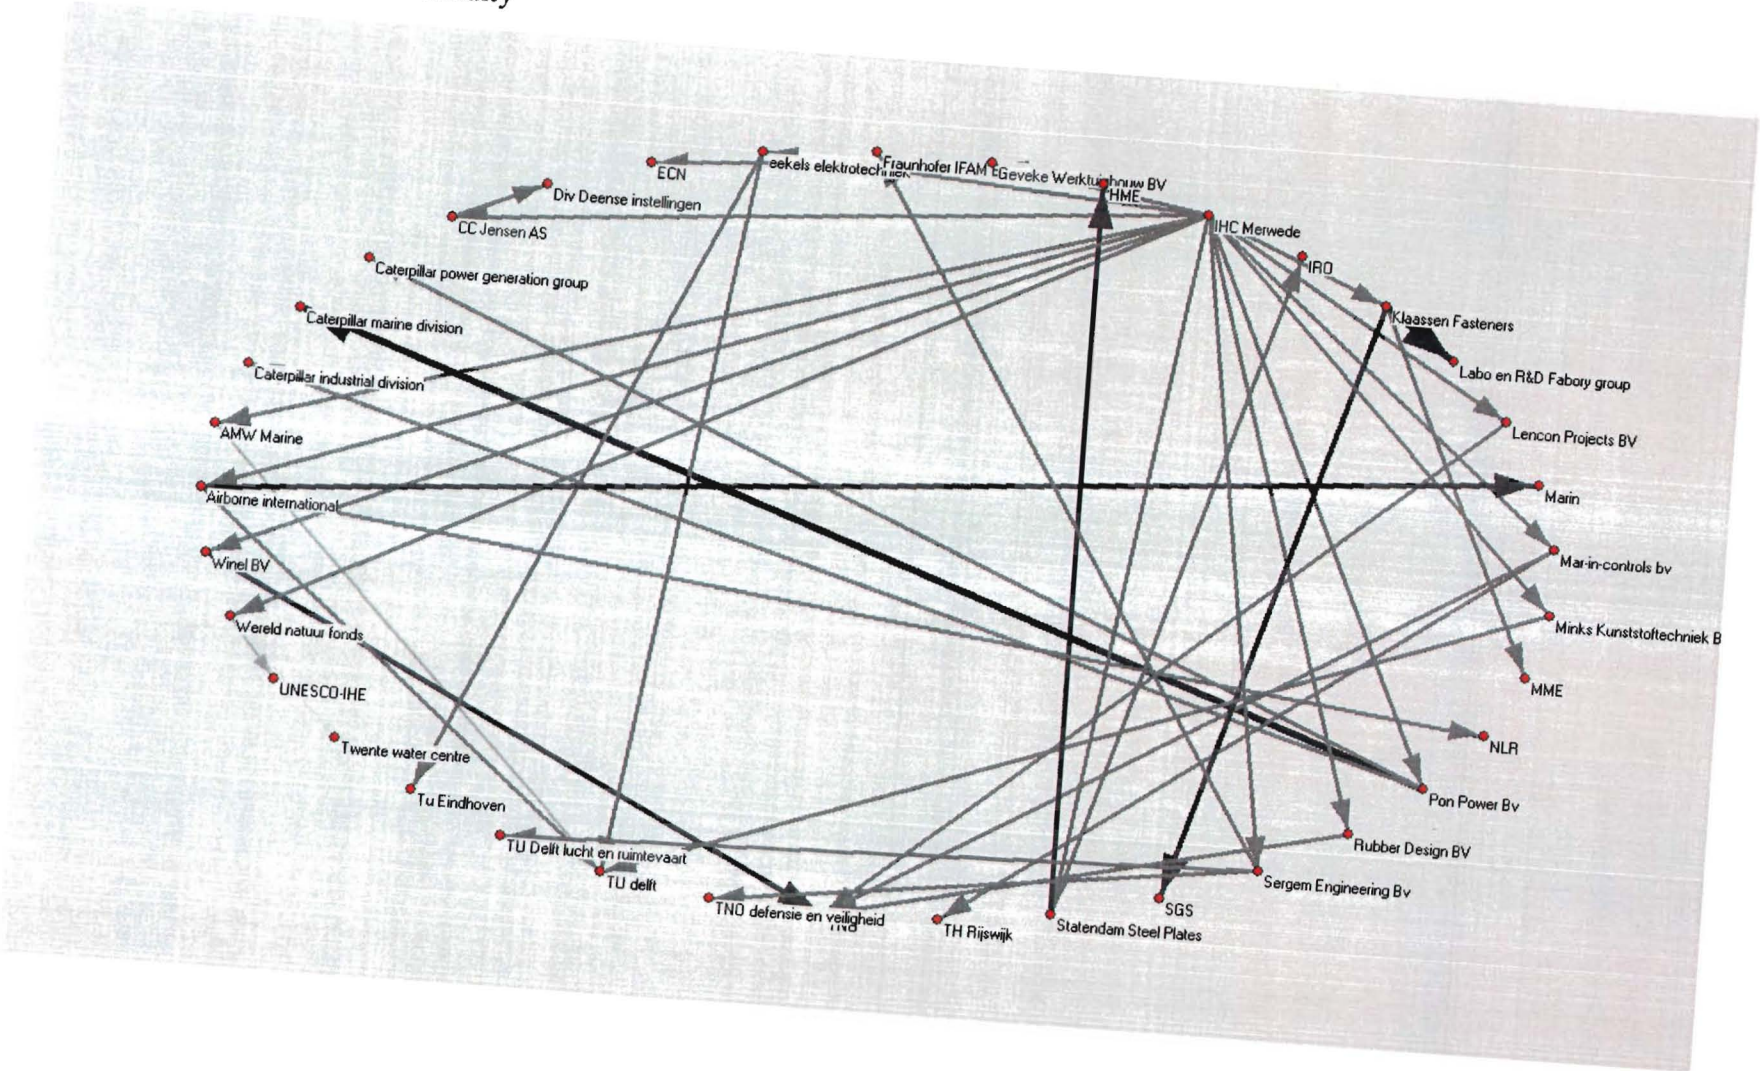 ECN
eekels elektrotechniek
Fraunhofer IFAM
Geveke Werktuigbouw BV
HME
Div Deense instellingen
CC Jensen AS
IHC Merwede
Caterpillar power generation group
IRO
Caterpillar marine division
Klaassen Fasteners
Caterpillar industrial division
Labo en R&D Fabory group
AMW Marine
Lencon Projects BV
Airborne international
Marin
Winel BV
Mar-in-controls bv
Wereld natuur fonds
Minks Kunststoftechniek B
UNESCO-IHE
MME
Twente water centre
NLR
Tu Eindhoven
Pon Power Bv
TU Delft lucht en ruimtevaart
Rubber Design BV
TU delft
Sergem Engineering Bv
TNO defensie en veiligheid
TNO
TH Rijswijk
Statendam Steel Plates
SGS